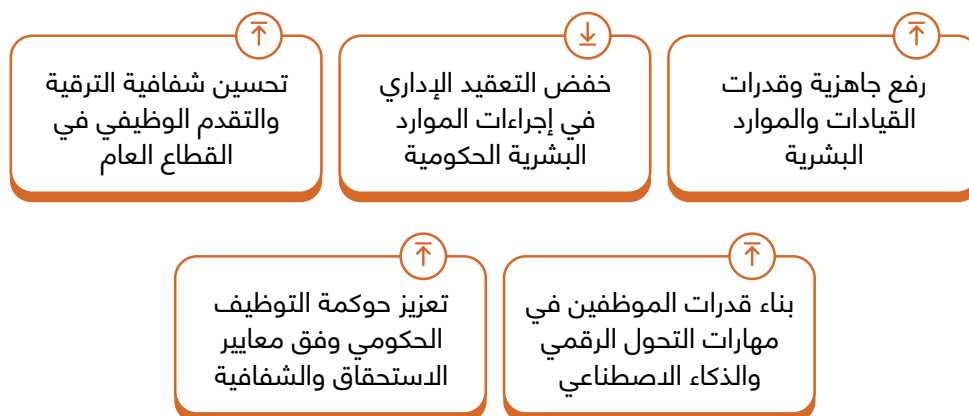 رفع جاهزية وقدرات
القيادات والموارد
البشرية
خفض التعقيد الإداري
في إجراءات الموارد
البشرية الحكومية
تحسين شفافية الترقية
والتقدم الوظيفي في
القطاع العام
بناء قدرات الموظفين في
مهارات التحول الرقمي
والذكاء الاصطناعي
تعزيز حوكمة التوظيف
الحكومي وفق معايير
الاستحقاق والشفافية